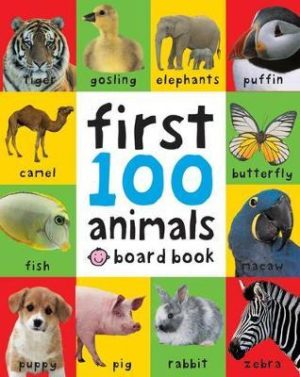 tiger gosling elephants puffin
first
camel butterfly
100
animals
board book
fish macaw
puppy pig rabbit zebra